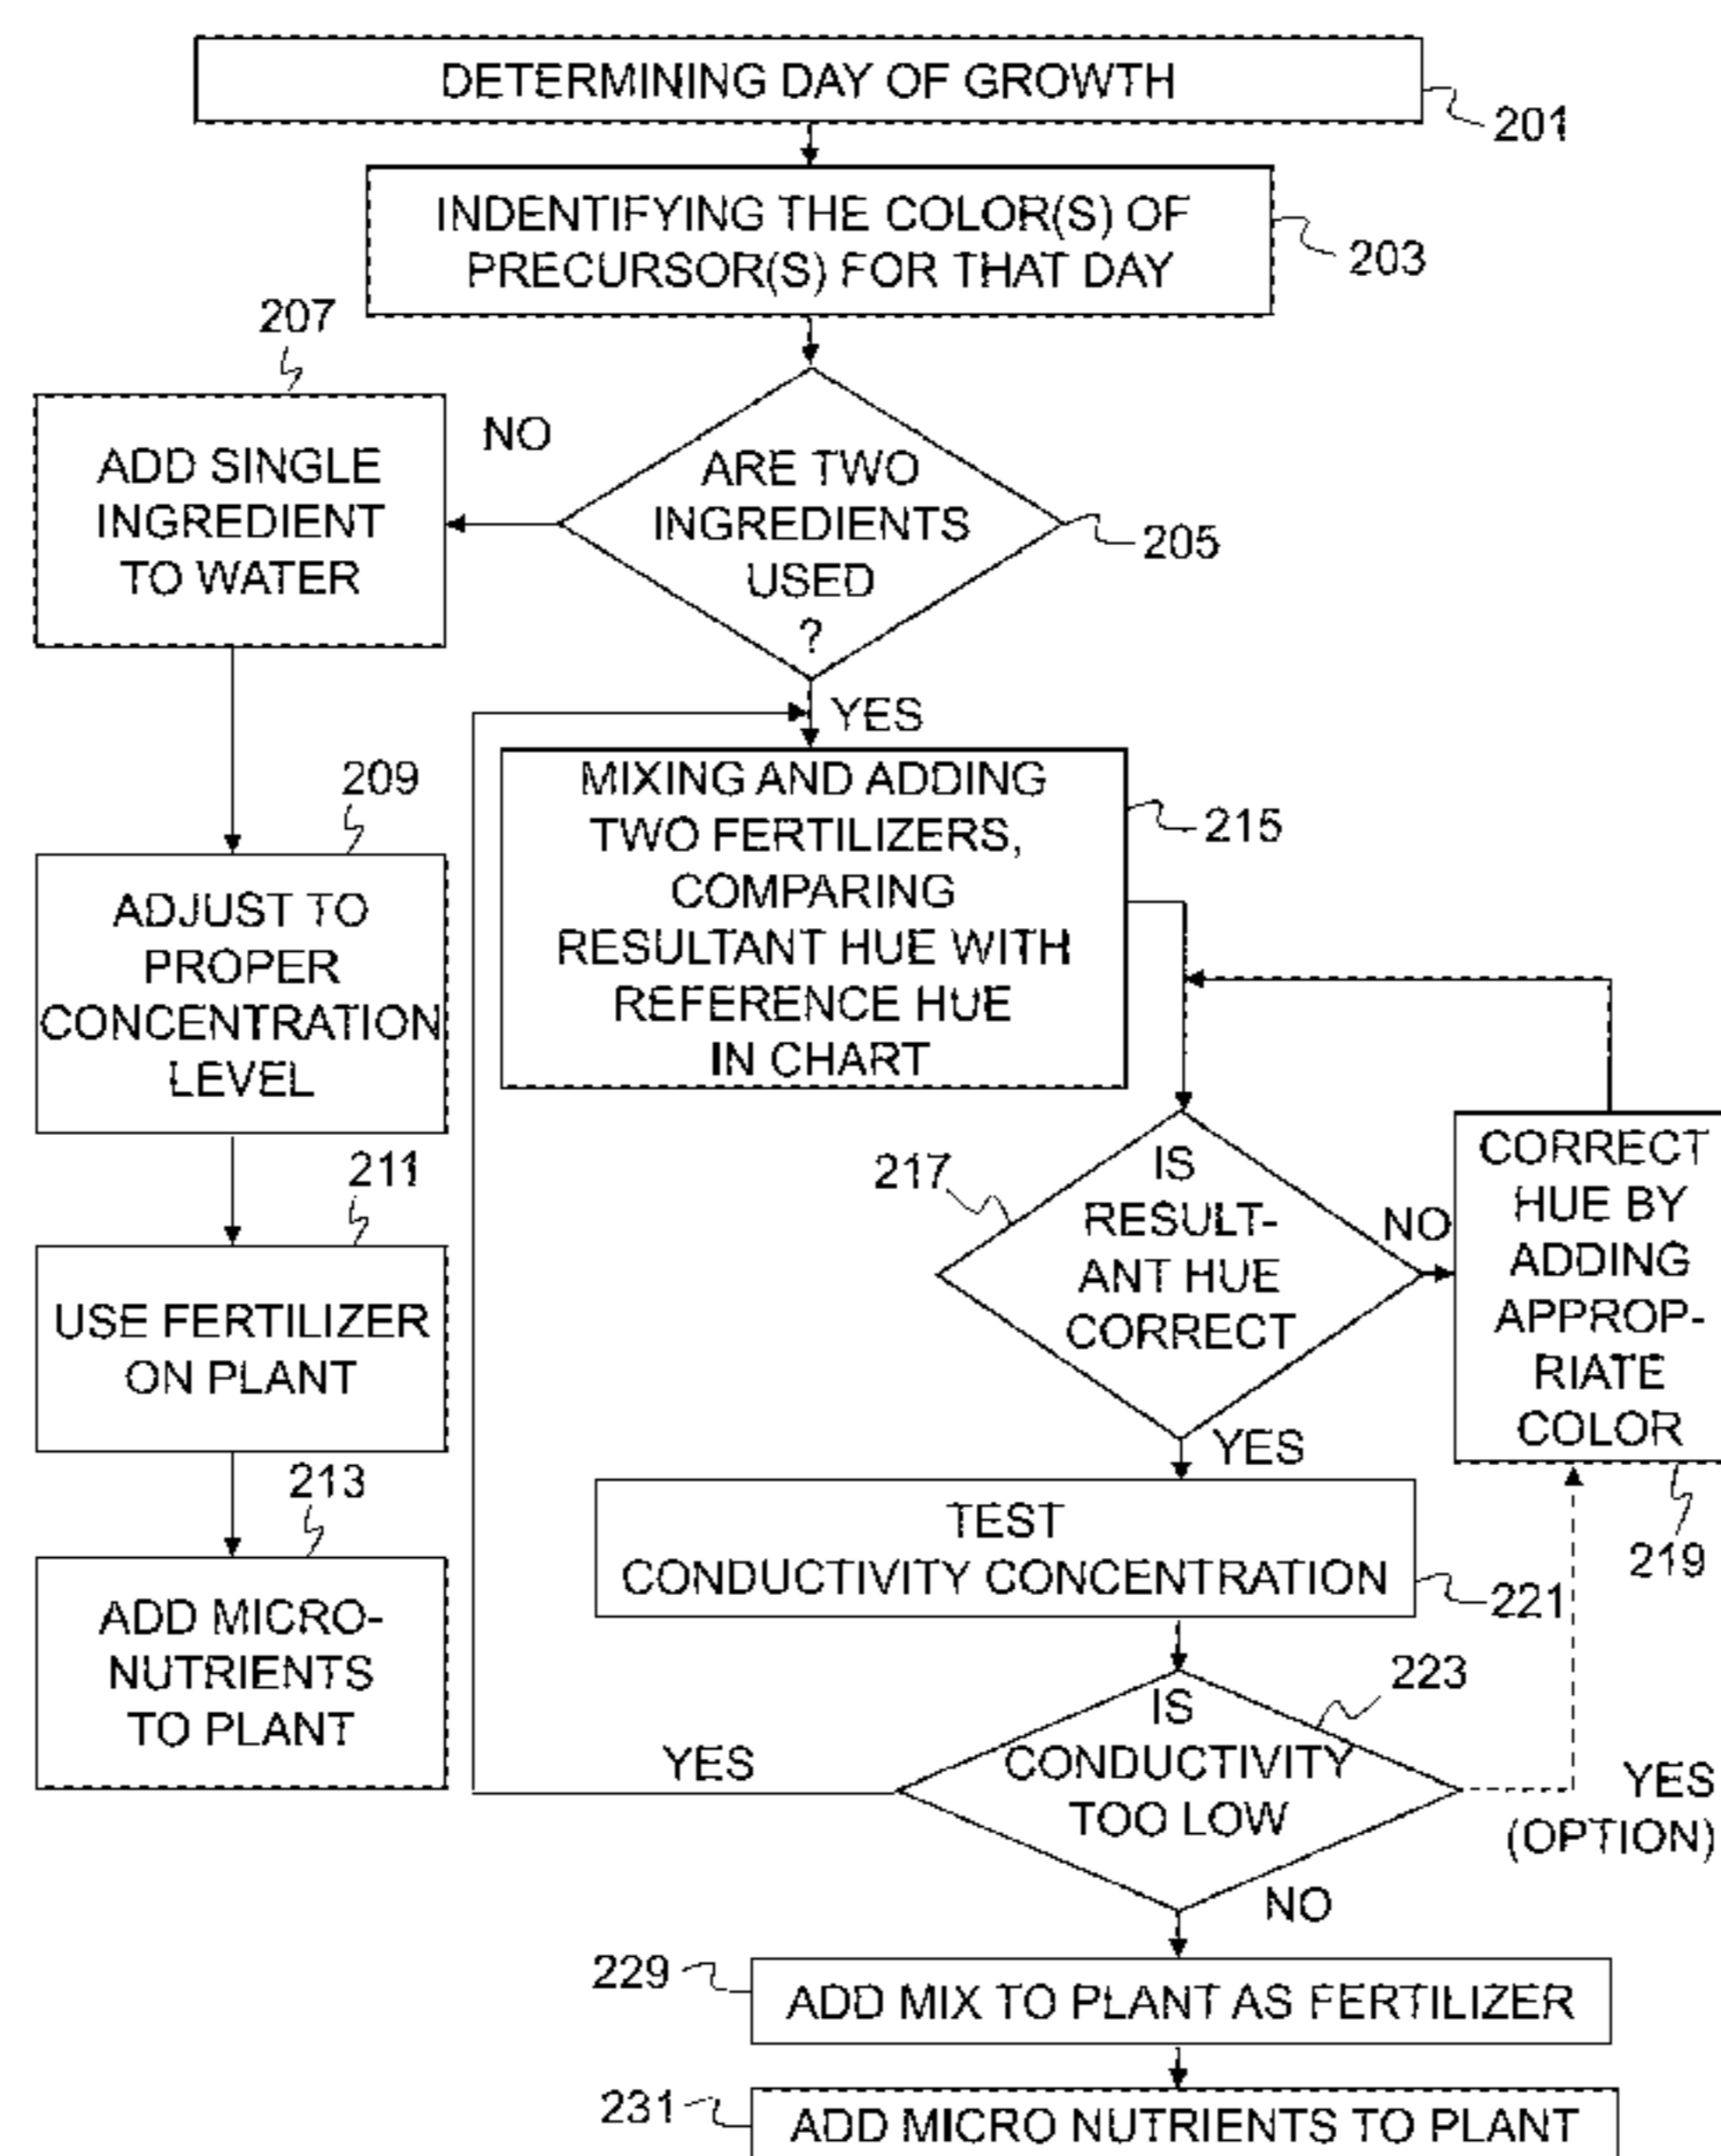 DETERMINING DAY OF GROWTH
201
INDENTIFYING THE COLOR(S) OF
PRECURSOR(S) FOR THAT DAY
203
207
ADD SINGLE
INGREDIENT
TO WATER
NO
ARE TWO
INGREDIENTS
USED
?
205
YES
209
ADJUST TO
PROPER
CONCENTRATION
LEVEL
MIXING AND ADDING
TWO FERTILIZERS,
COMPARING
RESULTANT HUE WITH
REFERENCE HUE
IN CHART
215
211
USE FERTILIZER
ON PLANT
217
IS
RESULT-
ANT HUE
CORRECT
NO
CORRECT
HUE BY
ADDING
APPROP-
RIATE
COLOR
219
YES
213
ADD MICRO-
NUTRIENTS
TO PLANT
TEST
CONDUCTIVITY CONCENTRATION
221
223
IS
CONDUCTIVITY
TOO LOW
YES
YES
(OPTION)
NO
229
ADD MIX TO PLANT AS FERTILIZER
231
ADD MICRO NUTRIENTS TO PLANT